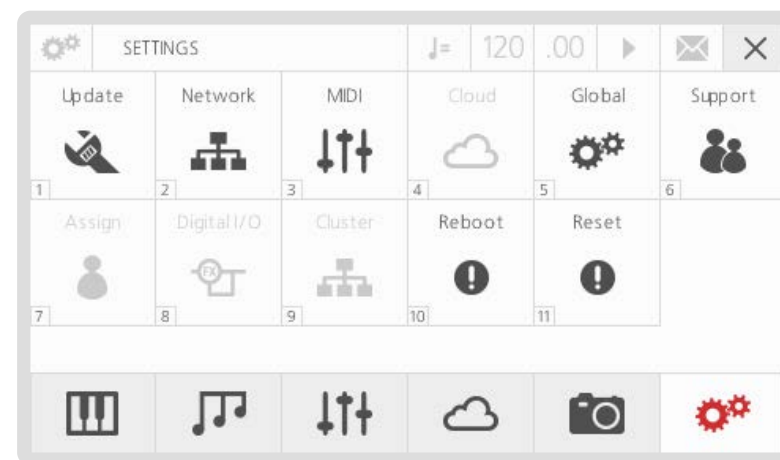 SETTINGS ♩= 120 .00
Update Network MIDI Cloud Global Support
1 2 3 4 5 6
Assign Digital I/O Cluster Reboot Reset
FX
7 8 9 10 11